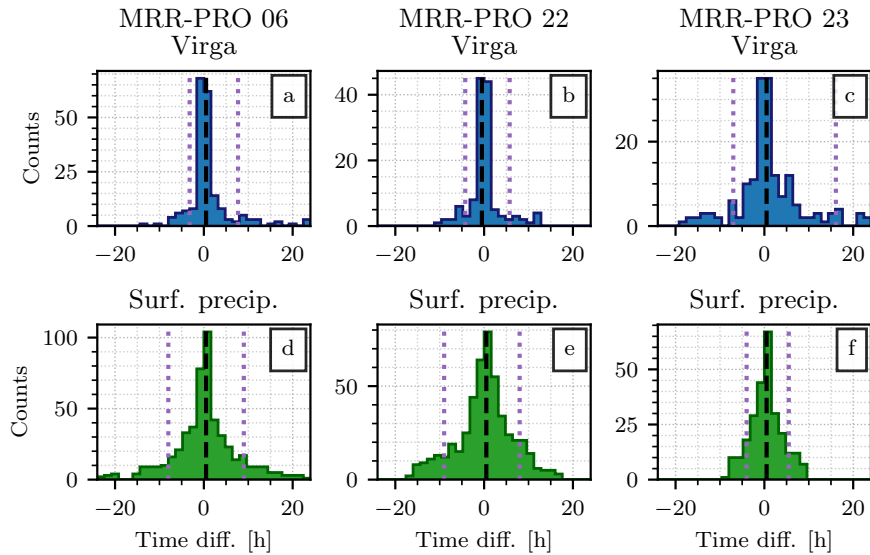 MRR-PRO 06 MRR-PRO 22 MRR-PRO 23
Virga Virga Virga
a b c
Counts
50 25 0
40 20 0
20 0
−20 0 20
−20 0 20
−20 0 20
Surf. precip. Surf. precip. Surf. precip.
d e f
Counts
100 50 0
50 0
50 25 0
−20 0 20
−20 0 20
−20 0 20
Time diff. [h] Time diff. [h] Time diff. [h]